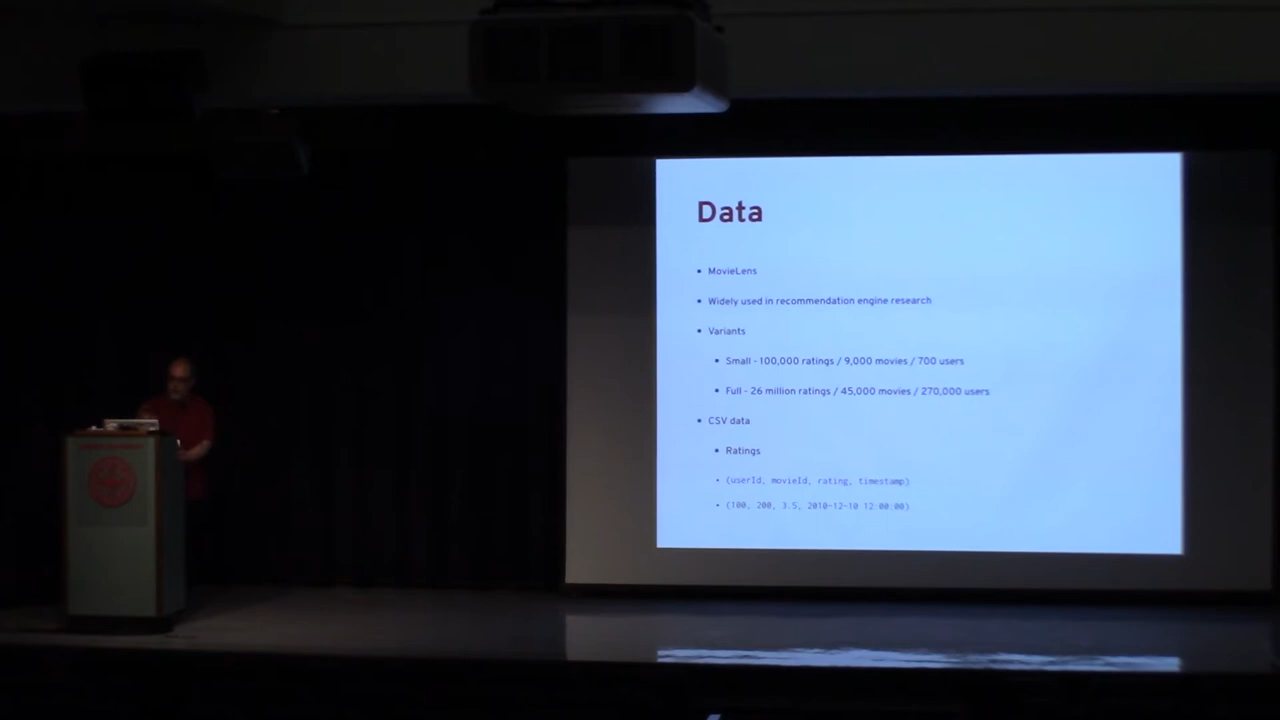 Data
• MovieLens
• Widely used in recommendation engine research
• Variants
• Small - 100,000 ratings / 9,000 movies / 700 users
• Full - 26 million ratings / 45,000 movies / 270,000 users
• CSV data
• Ratings
• (userId, movieId, rating, timestamp)
• (100, 200, 3.5, 2010-12-10 12:00:00)